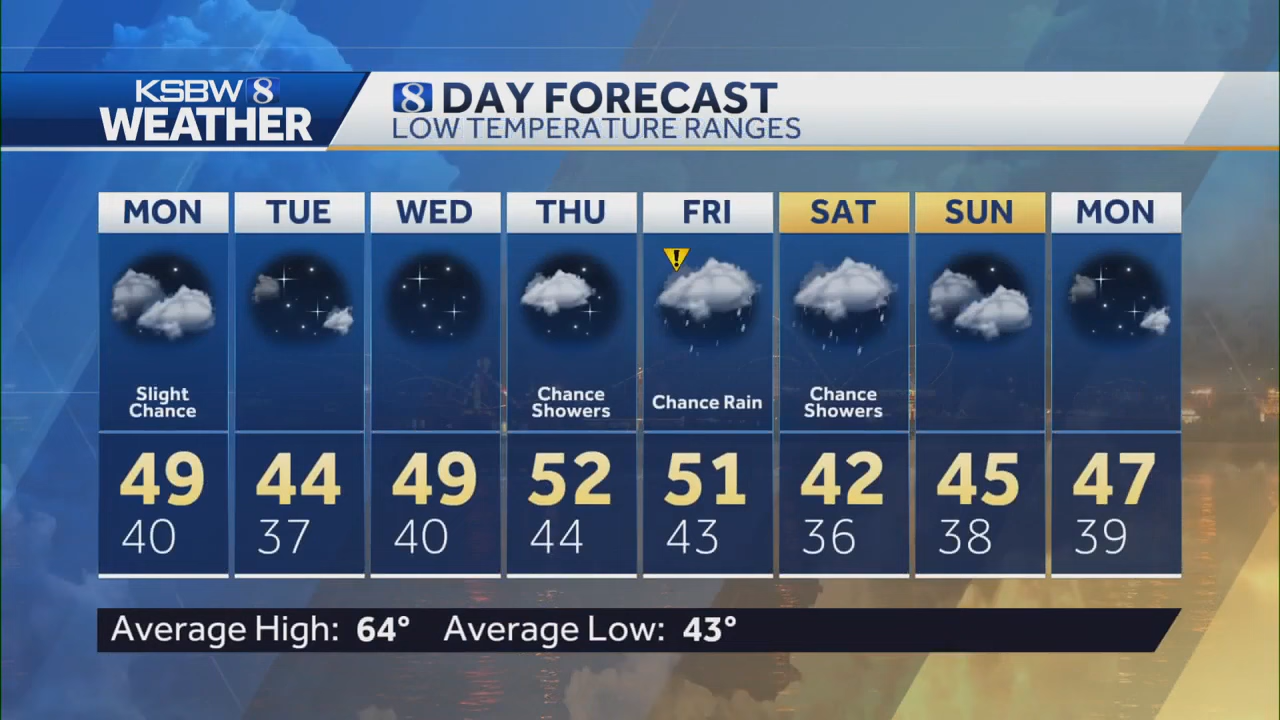 KSBW 8
WEATHER
8 DAY FORECAST
LOW TEMPERATURE RANGES
MON TUE WED THU FRI SAT SUN MON
!
Slight
Chance
Chance
Showers
Chance Rain
Chance
Showers
49 44 49 52 51 42 45 47
40 37 40 44 43 36 38 39
Average High: 64° Average Low: 43°